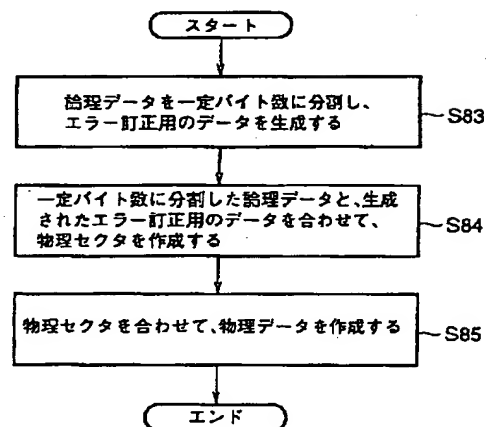 スタート
論理データを一定バイト数に分割し、
エラー訂正用のデータを生成する
S83
一定バイト数に分割した論理データと、生成
されたエラー訂正用のデータを合わせて、
物理セクタを作成する
S84
物理セクタを合わせて、物理データを作成する
S85
エンド